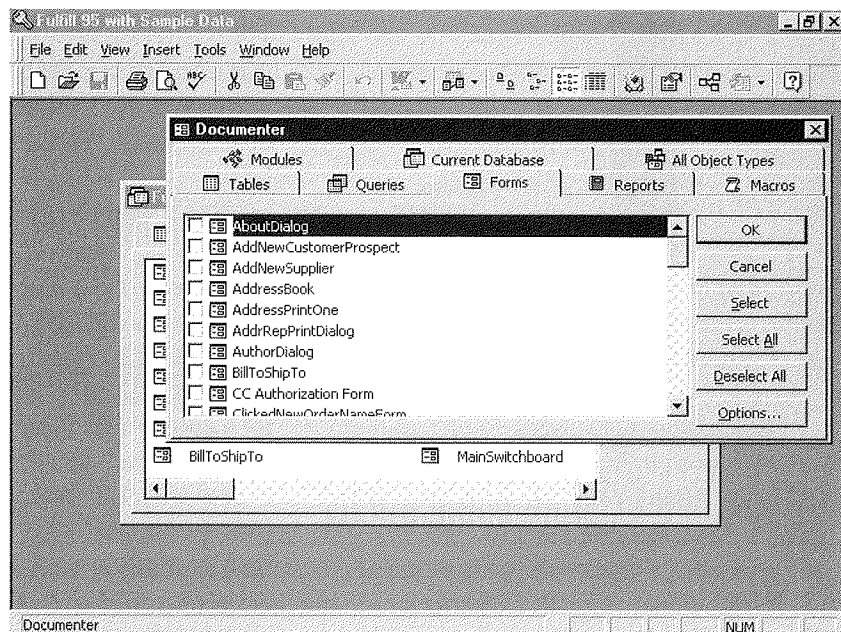 Fulfill 95 with Sample Data
File Edit View Insert Tools Window Help
Documenter
Modules Current Database All Object Types
Tables Queries Forms Reports Macros
AboutDialog
AddNewCustomerProspect
AddNewSupplier
AddressBook
AddressPrintOne
AddrRepPrintDialog
AuthorDialog
BillToShipTo
CC Authorization Form
ClickedNewOrderNameForm
OK
Cancel
Select
Select All
Deselect All
Options...
BillToShipTo MainSwitchboard
Documenter NUM